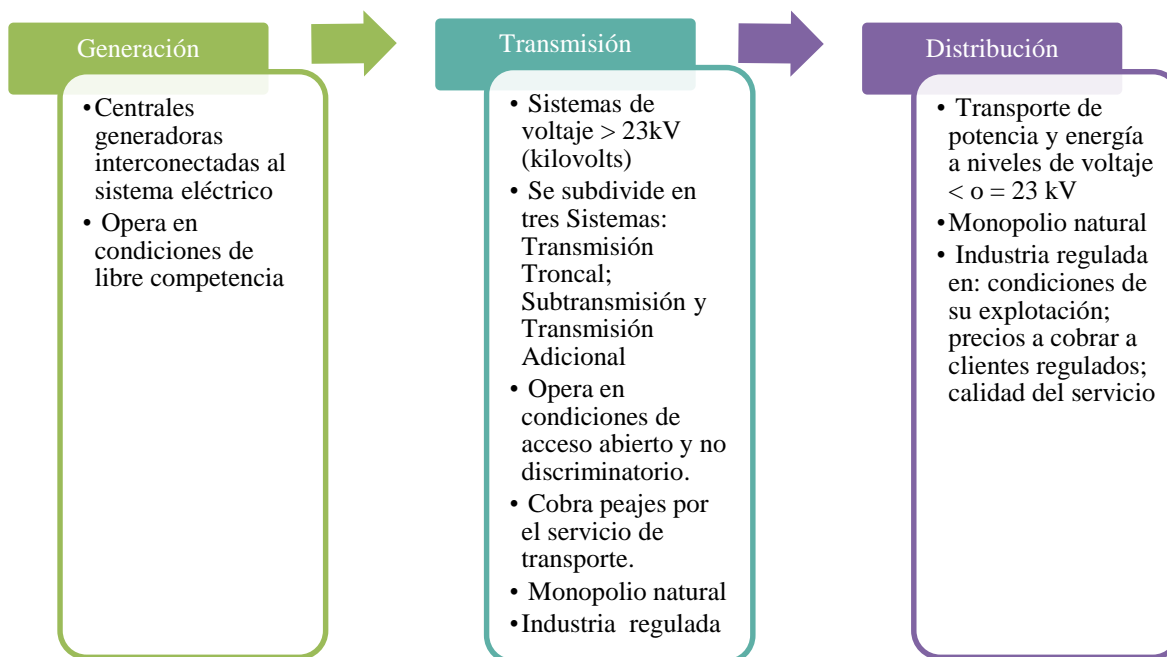 Generación
•Centrales
generadoras
interconectadas al
sistema eléctrico
• Opera en
condiciones de
libre competencia
Transmisión
• Sistemas de
voltaje > 23kV
(kilovolts)
• Se subdivide en
tres Sistemas:
Transmisión
Troncal;
Subtransmisión y
Transmisión
Adicional
• Opera en
condiciones de
acceso abierto y no
discriminatorio.
• Cobra peajes por
el servicio de
transporte.
• Monopolio natural
•Industria regulada
Distribución
• Transporte de
potencia y energía
a niveles de voltaje
< o = 23 kV
•Monopolio natural
• Industria regulada
en: condiciones de
su explotación;
precios a cobrar a
clientes regulados;
calidad del servicio